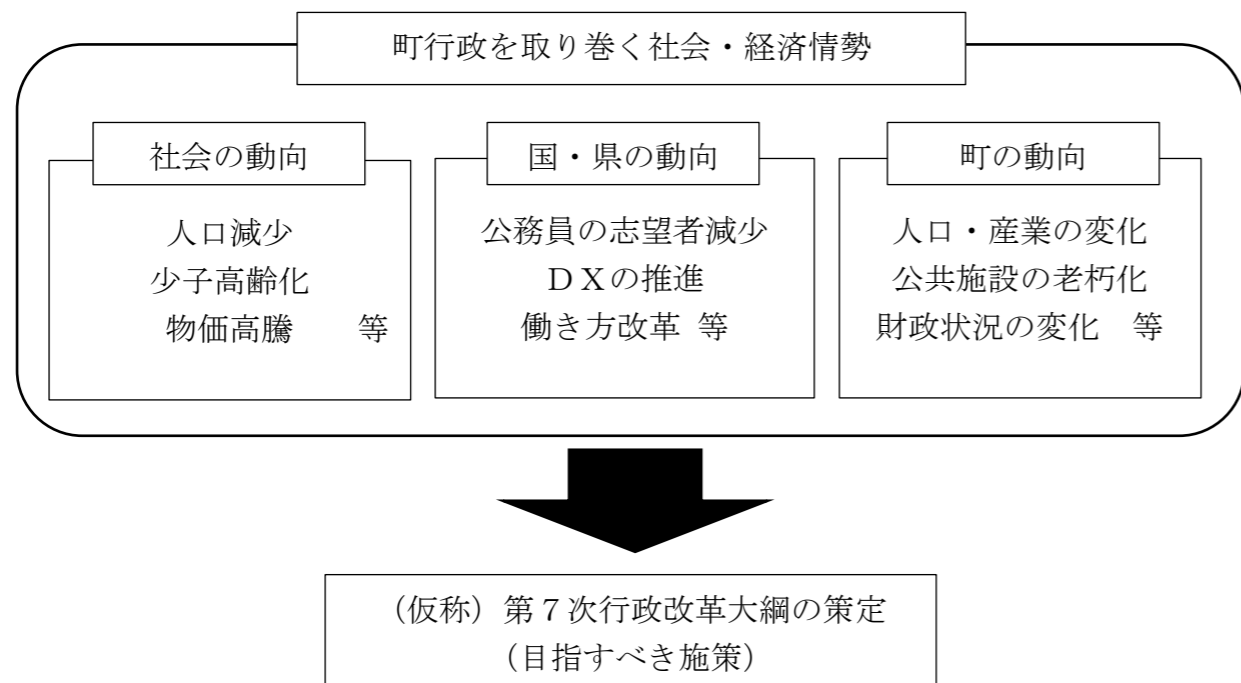 町行政を取り巻く社会・経済情勢
社会の動向
人口減少
少子高齢化
物価高騰　　等
国・県の動向
公務員の志望者減少
ＤＸの推進
働き方改革 等
町の動向
人口・産業の変化
公共施設の老朽化
財政状況の変化　等
（仮称）第７次行政改革大綱の策定
（目指すべき施策）